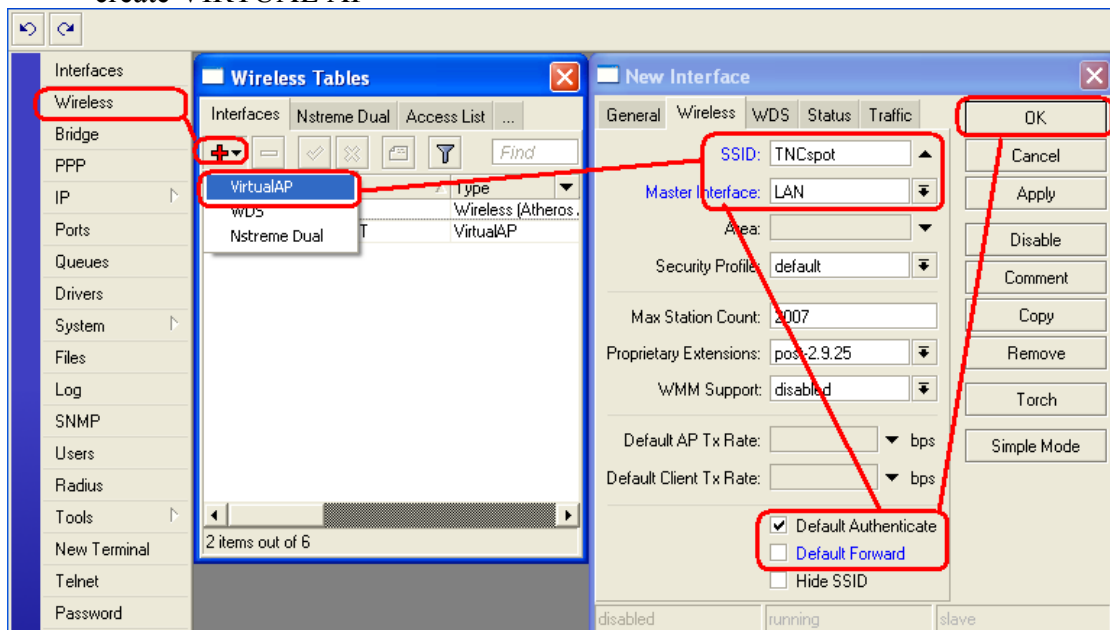 create VIRTUAL AP
Interfaces
Wireless
Bridge
PPP
IP
Ports
Queues
Drivers
System
Files
Log
SNMP
Users
Radius
Tools
New Terminal
Telnet
Password
Wireless Tables
Interfaces Nstreme Dual Access List ...
Find
VirtualAP
WDS
Nstreme Dual
Type
Wireless (Atheros
T VirtualAP
2 items out of 6
New Interface
General Wireless WDS Status Traffic
SSID: TNCspot
Master Interface: LAN
Area:
Security Profile: default
Max Station Count: 2007
Proprietary Extensions: post-2.9.25
WMM Support: disabled
Default AP Tx Rate: bps
Default Client Tx Rate: bps
Default Authenticate
Default Forward
Hide SSID
disabled running slave
OK
Cancel
Apply
Disable
Comment
Copy
Remove
Torch
Simple Mode